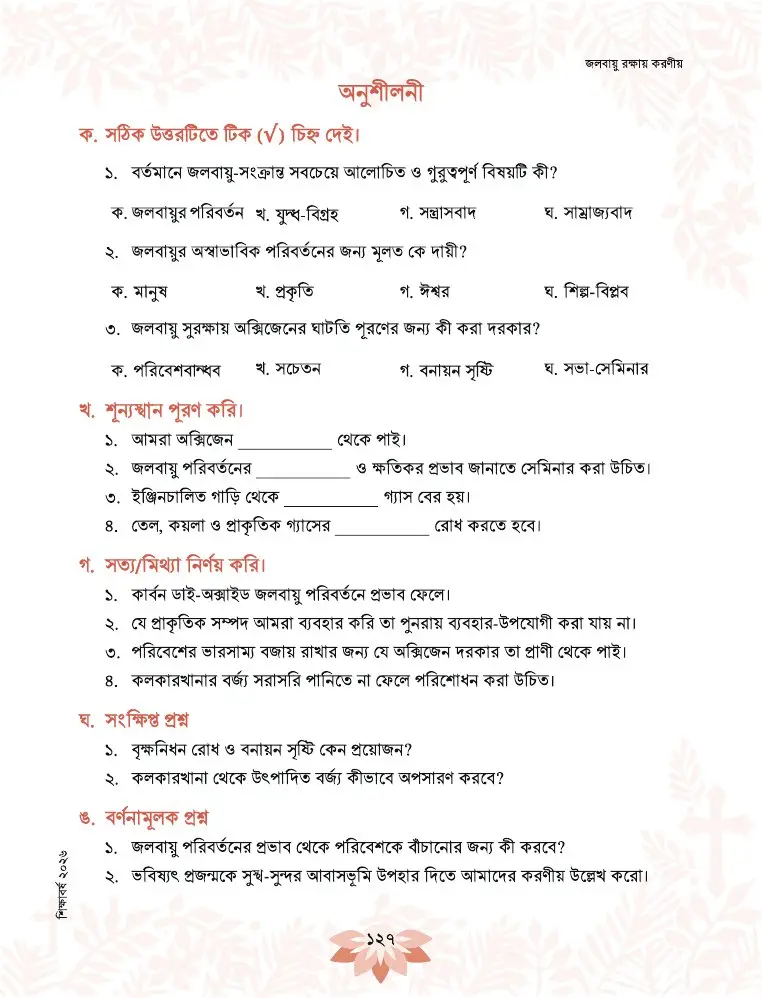 জলবায়ু রক্ষায় করণীয়
অনুশীলনী
ক. সঠিক উত্তরটিতে টিক (√) চিহ্ন দেই।
১. বর্তমানে জলবায়ু-সংক্রান্ত সবচেয়ে আলোচিত ও গুরুত্বপূর্ণ বিষয়টি কী?
ক. জলবায়ুর পরিবর্তন খ. যুদ্ধ-বিগ্রহ গ. সন্ত্রাসবাদ ঘ. সাম্রাজ্যবাদ
২. জলবায়ুর অস্বাভাবিক পরিবর্তনের জন্য মূলত কে দায়ী?
ক. মানুষ খ. প্রকৃতি গ. ঈশ্বর ঘ. শিল্প-বিপ্লব
৩. জলবায়ু সুরক্ষায় অক্সিজেনের ঘাটতি পূরণের জন্য কী করা দরকার?
ক. পরিবেশবান্ধব খ. সচেতন গ. বনায়ন সৃষ্টি ঘ. সভা-সেমিনার
খ. শূন্যস্থান পূরণ করি।
১. আমরা অক্সিজেন __________ থেকে পাই।
২. জলবায়ু পরিবর্তনের __________ ও ক্ষতিকর প্রভাব জানাতে সেমিনার করা উচিত।
৩. ইঞ্জিনচালিত গাড়ি থেকে __________ গ্যাস বের হয়।
৪. তেল, কয়লা ও প্রাকৃতিক গ্যাসের __________ রোধ করতে হবে।
গ. সত্য/মিথ্যা নির্ণয় করি।
১. কার্বন ডাই-অক্সাইড জলবায়ু পরিবর্তনে প্রভাব ফেলে।
২. যে প্রাকৃতিক সম্পদ আমরা ব্যবহার করি তা পুনরায় ব্যবহার-উপযোগী করা যায় না।
৩. পরিবেশের ভারসাম্য বজায় রাখার জন্য যে অক্সিজেন দরকার তা প্রাণী থেকে পাই।
৪. কলকারখানার বর্জ্য সরাসরি পানিতে না ফেলে পরিশোধন করা উচিত।
ঘ. সংক্ষিপ্ত প্রশ্ন
১. বৃক্ষনিধন রোধ ও বনায়ন সৃষ্টি কেন প্রয়োজন?
২. কলকারখানা থেকে উৎপাদিত বর্জ্য কীভাবে অপসারণ করবে?
ঙ. বর্ণনামূলক প্রশ্ন
১. জলবায়ু পরিবর্তনের প্রভাব থেকে পরিবেশকে বাঁচানোর জন্য কী করবে?
২. ভবিষ্যৎ প্রজন্মকে সুস্থ-সুন্দর আবাসভূমি উপহার দিতে আমাদের করণীয় উল্লেখ করো।
শিক্ষাবর্ষ ২০২৬
১২৭